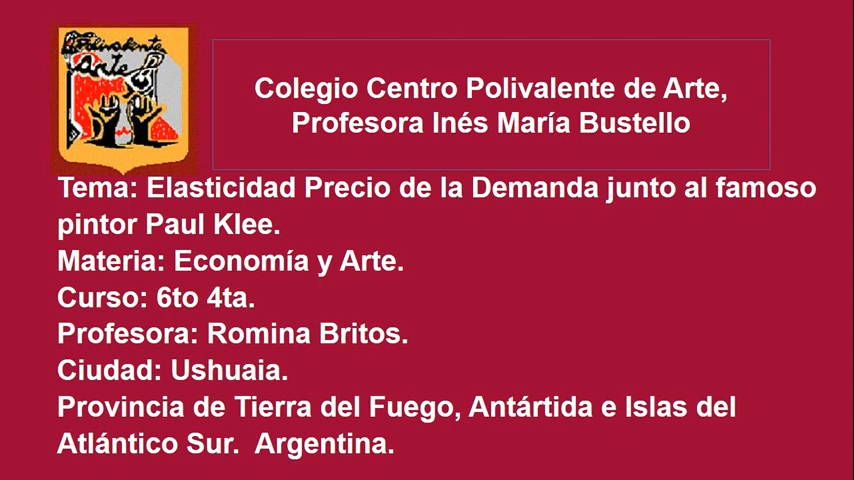 Polivalente
Arte
Colegio Centro Polivalente de Arte,
Profesora Inés María Bustello
Tema: Elasticidad Precio de la Demanda junto al famoso
pintor Paul Klee.
Materia: Economía y Arte.
Curso: 6to 4ta.
Profesora: Romina Britos.
Ciudad: Ushuaia.
Provincia de Tierra del Fuego, Antártida e Islas del
Atlántico Sur.  Argentina.